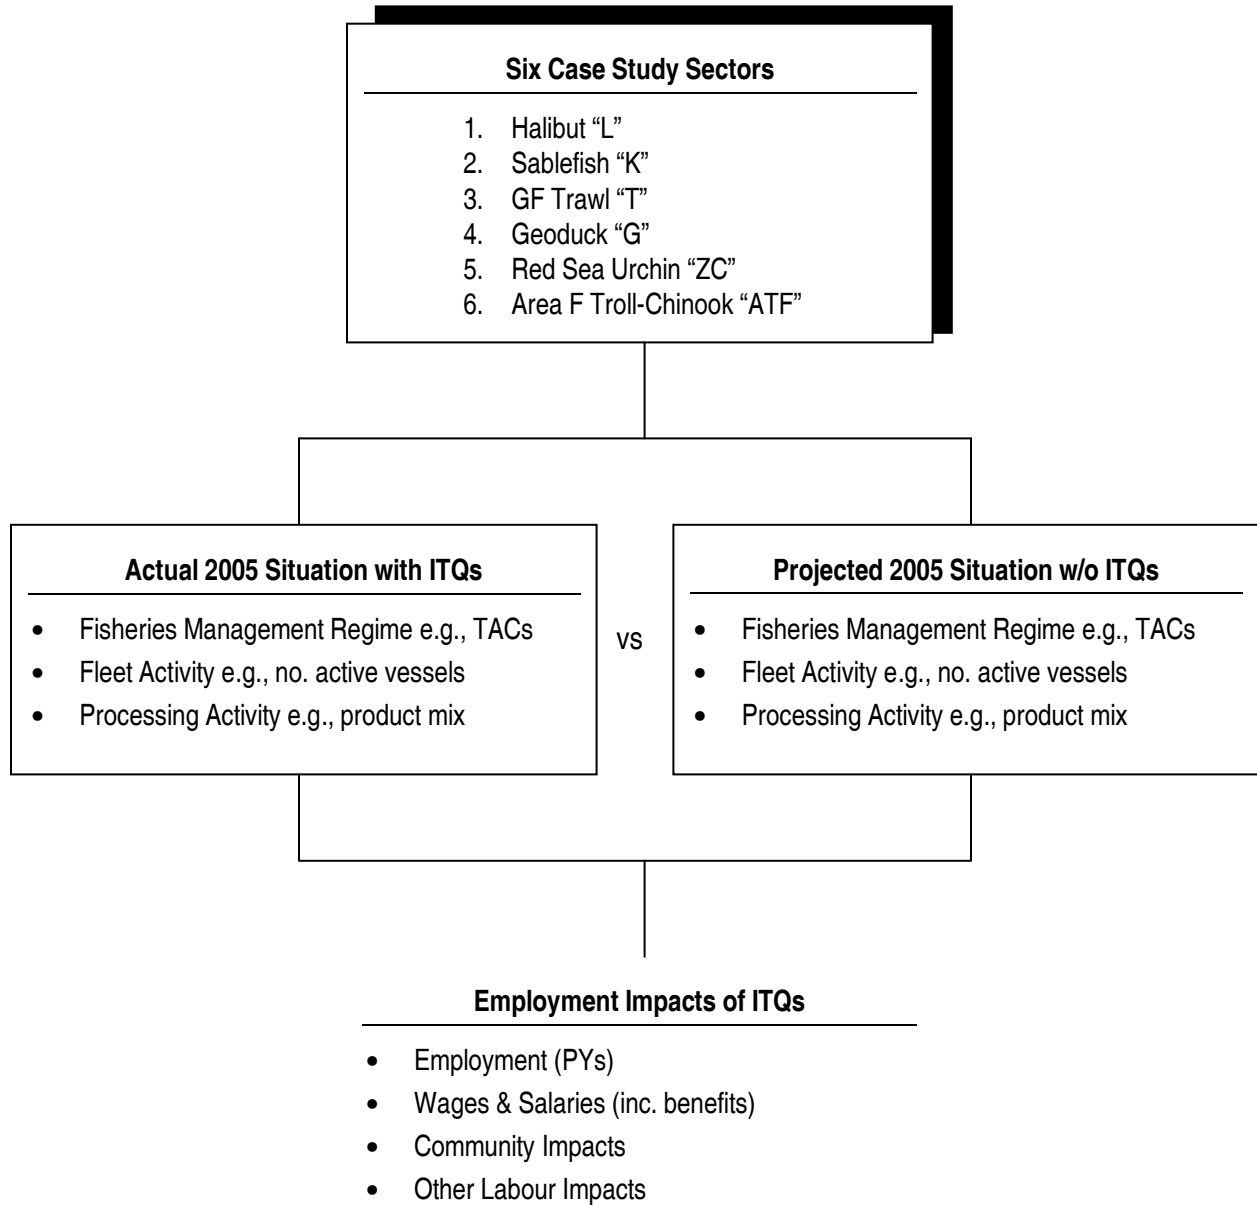 Six Case Study Sectors
1. Halibut “L”
2. Sablefish “K”
3. GF Trawl “T”
4. Geoduck “G”
5. Red Sea Urchin “ZC”
6. Area F Troll-Chinook “ATF”
Actual 2005 Situation with ITQs
• Fisheries Management Regime e.g., TACs
• Fleet Activity e.g., no. active vessels
• Processing Activity e.g., product mix
vs
Projected 2005 Situation w/o ITQs
• Fisheries Management Regime e.g., TACs
• Fleet Activity e.g., no. active vessels
• Processing Activity e.g., product mix
Employment Impacts of ITQs
• Employment (PYs)
• Wages & Salaries (inc. benefits)
• Community Impacts
• Other Labour Impacts